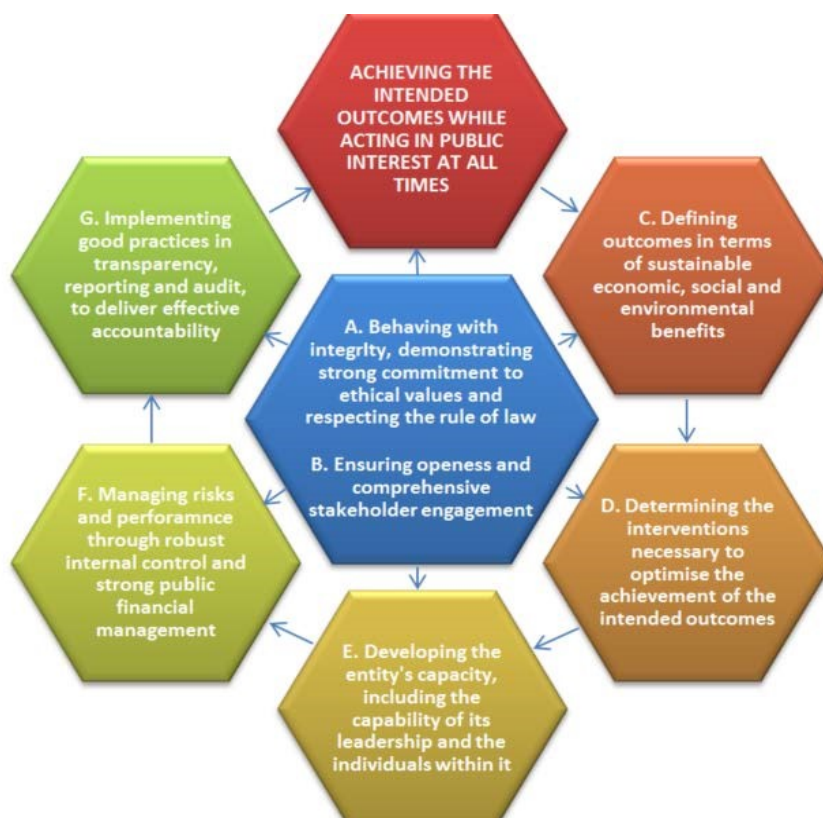 ACHIEVING THE
INTENDED
OUTCOMES WHILE
ACTING IN PUBLIC
INTEREST AT ALL
TIMES
C. Defining
outcomes in terms
of sustainable
economic, social and
environmental
benefits
D. Determining the
interventions
necessary to
optimise the
achievement of the
intended outcomes
E. Developing the
entity's capacity,
including the
capability of its
leadership and the
individuals within it
F. Managing risks
and perforamnce
through robust
internal control and
strong public
financial
management
G. Implementing
good practices in
transparency,
reporting and audit,
to deliver effective
accountability
A. Behaving with
integrIty, demonstrating
strong commitment to
ethical values and
respecting the rule of law
B. Ensuring openess and
comprehensive
stakeholder engagement